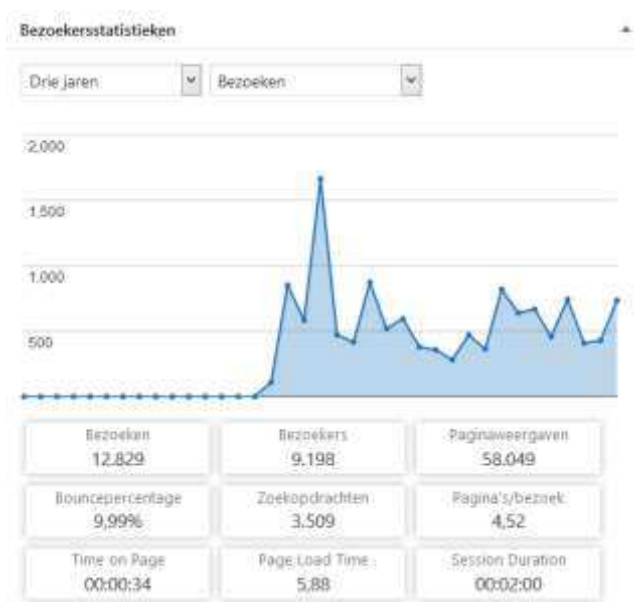 Bezoekersstatistieken
Drie jaren Bezoeken
2.000
1.500
1.000
500
Bezoeken Bezoekers Paginaweergaven
12.829 9.198 58.049
Bouncepercentage Zoekopdrachten Pagina's/bezoek
9,99% 3.509 4,52
Time on Page Page Load Time Session Duration
00:00:34 5,88 00:02:00